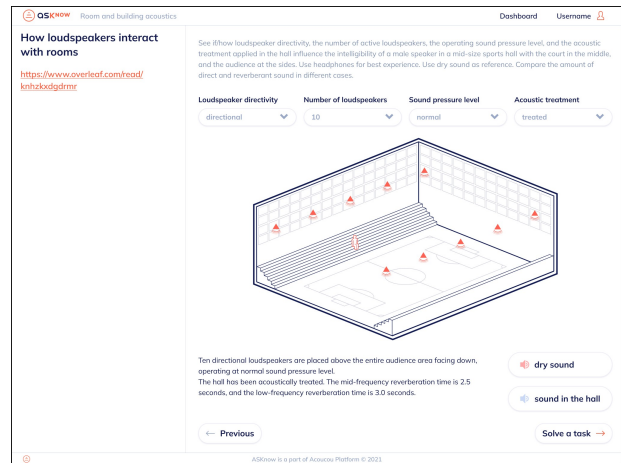 ASKNOW Room and building acoustics
Dashboard Username
How loudspeakers interact
with rooms
https://www.overleaf.com/read/
knhzkxdgdrmr
See if/how loudspeaker directivity, the number of active loudspeakers, the operating sound pressure level, and the acoustic
treatment applied in the hall influence the intelligibility of a male speaker in a mid-size sports hall with the court in the middle,
and the audience at the sides. Use headphones for best experience. Use dry sound as reference. Compare the amount of
direct and reverberant sound in different cases.
Loudspeaker directivity Number of loudspeakers Sound pressure level Acoustic treatment
directional 10 normal treated
Ten directional loudspeakers are placed above the entire audience area facing down,
operating at normal sound pressure level.
The hall has been acoustically treated. The mid-frequency reverberation time is 2.5
seconds, and the low-frequency reverberation time is 3.0 seconds.
dry sound
sound in the hall
← Previous
Solve a task →
ASKnow is a part of Acoucou Platform © 2021